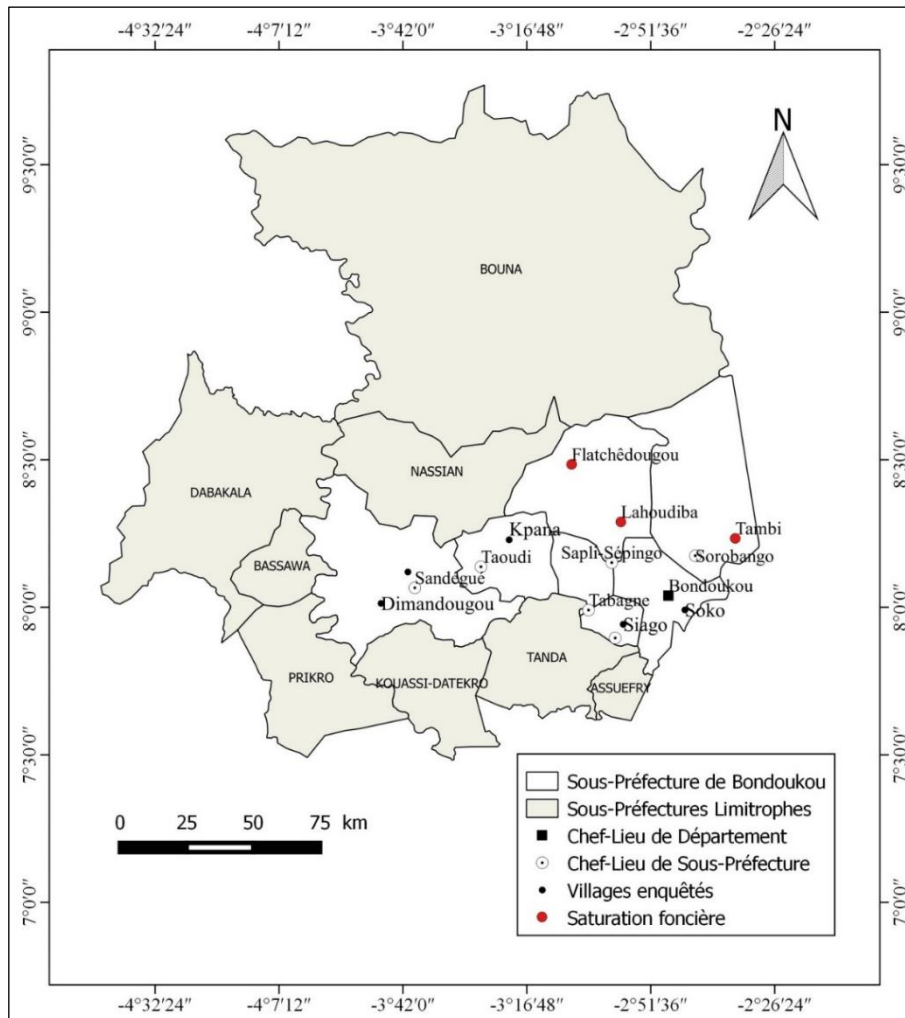 -4°32'24" -4°7'12" -3°42'0" -3°16'48" -2°51'36" -2°26'24"
N
9°30'0" 9°30'0"
BOUNA
9°0'0" 9°0'0"
8°30'0" 8°30'0"
Flatchêdougou
NASSIAN
DABAKALA
Lahoudiba
Tambi
Kpana
Sapli-Sépingo
Sorobango
Taoudi
BASSAWA
Sandégué
Bondoukou
Dimandougou
Tabagne
Soko
8°0'0" 8°0'0"
Siago
TANDA
PRIKRO
KOUASSI-DATEKRO
ASSUEFRY
7°30'0" 7°30'0"
Sous-Préfecture de Bondoukou
Sous-Préfectures Limitrophes
0 25 50 75 km
Chef-Lieu de Département
Chef-Lieu de Sous-Préfecture
Villages enquêtés
7°0'0" 7°0'0"
Saturation foncière
-4°32'24" -4°7'12" -3°42'0" -3°16'48" -2°51'36" -2°26'24"